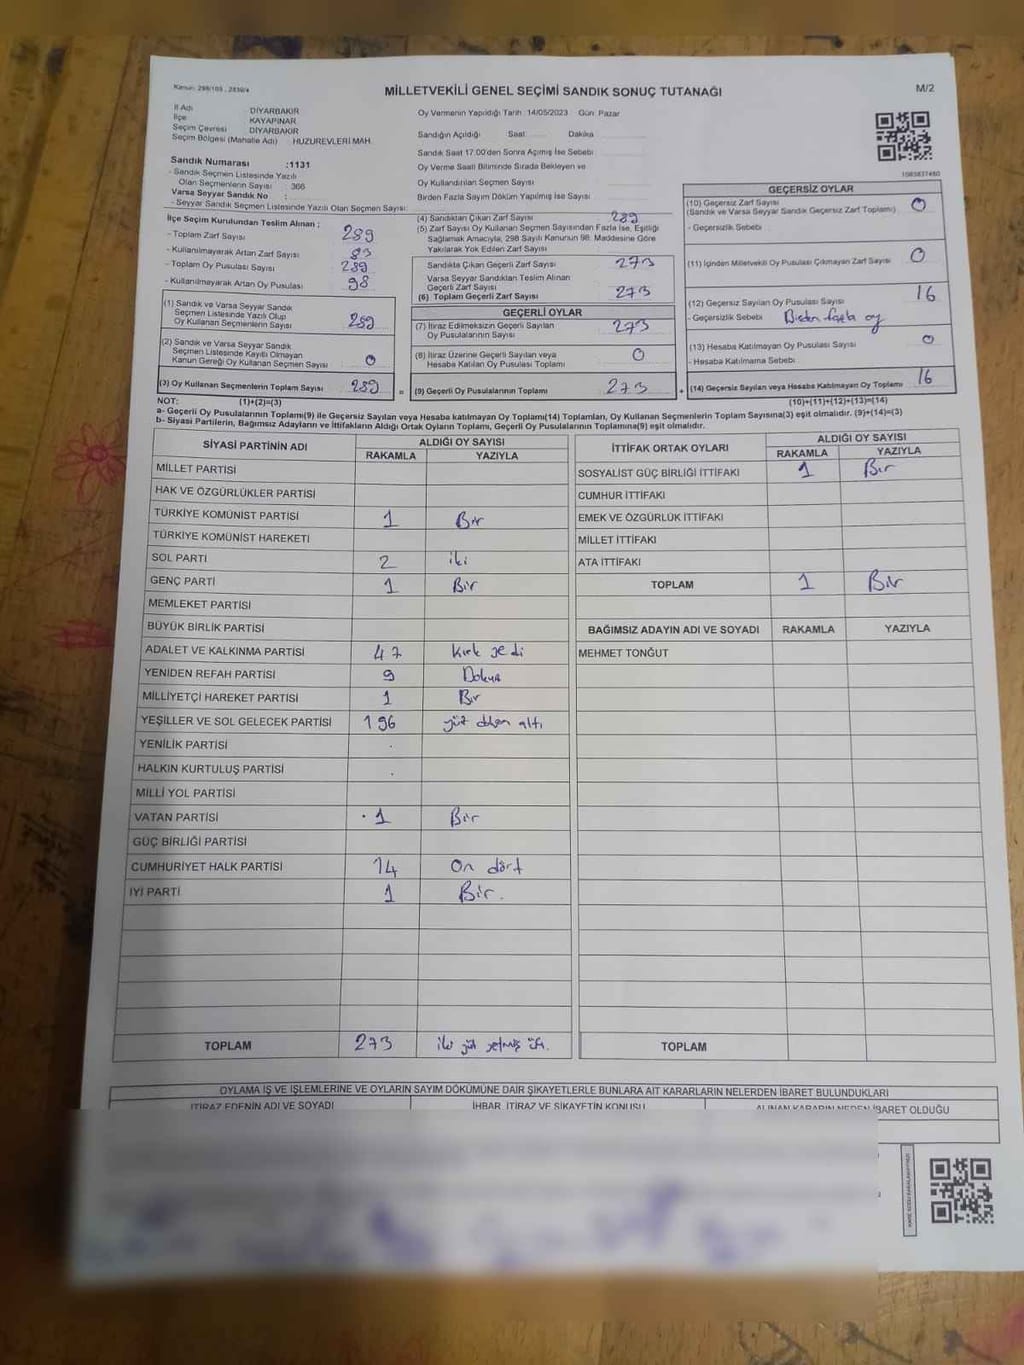 Kanun: 298/105 , 2839/4
MİLLETVEKİLİ GENEL SEÇİMİ SANDIK SONUÇ TUTANAĞI
M/2
İl Adı DİYARBAKIR
İlçe KAYAPINAR
Seçim Çevresi DİYARBAKIR
Seçim Bölgesi (Mahalle Adı) HUZUREVLERİ MAH.
Sandık Numarası :1131
- Sandık Seçmen Listesinde Yazılı
Olan Seçmenlerin Sayısı : 366
Varsa Seyyar Sandık No :
- Seyyar Sandık Seçmen Listesinde Yazılı Olan Seçmen Sayısı:
Oy Vermenin Yapıldığı Tarih :14/05/2023 Gün: Pazar
Sandığın Açıldığı Saat:........ Dakika:
Sandık Saat 17:00'den Sonra Açılmış İse Sebebi:
Oy Verme Saati Bitiminde Sırada Bekleyen ve
Oy Kullandırılan Seçmen Sayısı
Birden Fazla Sayım Döküm Yapılmış İse Sayısı
İlçe Seçim Kurulundan Teslim Alınan ;
- Toplam Zarf Sayısı 289
- Kullanılmayarak Artan Zarf Sayısı
- Toplam Oy Pusulası Sayısı 289
- Kullanılmayarak Artan Oy Pusulası 98
(1) Sandık ve Varsa Seyyar Sandık
Seçmen Listesinde Yazılı Olup
Oy Kullanan Seçmenlerin Sayısı 289
(2) Sandık ve Varsa Seyyar Sandık
Seçmen Listesinde Kayıtlı Olmayan
Kanun Gereği Oy Kullanan Seçmen Sayısı 0
(3) Oy Kullanan Seçmenlerin Toplam Sayısı 289 =
(4) Sandıktan Çıkan Zarf Sayısı 289
(5) Zarf Sayısı Oy Kullanan Seçmen Sayısından Fazla İse, Eşitliği
Sağlamak Amacıyla, 298 Sayılı Kanunun 98. Maddesine Göre
Yakılarak Yok Edilen Zarf Sayısı
Sandıkta Çıkan Geçerli Zarf Sayısı 273
Varsa Seyyar Sandıktan Teslim Alınan
Geçerli Zarf Sayısı
(6) Toplam Geçerli Zarf Sayısı 273
GEÇERLİ OYLAR
(7) İtiraz Edilmeksizin Geçerli Sayılan
Oy Pusulalarının Sayısı 273
(8) İtiraz Üzerine Geçerli Sayılan veya
Hesaba Katılan Oy Pusulaları Toplamı 0
(9) Geçerli Oy Pusulalarının Toplamı 273 +
GEÇERSİZ OYLAR
(10) Geçersiz Zarf Sayısı
(Sandık ve Varsa Seyyar Sandık Geçersiz Zarf Toplamı) 0
- Geçersizlik Sebebi
(11) İçinden Milletvekili Oy Pusulası Çıkmayan Zarf Sayısı 0
(12) Geçersiz Sayılan Oy Pusulası Sayısı 16
- Geçersizlik Sebebi Birden fazla oy
(13) Hesaba Katılmayan Oy Pusulası Sayısı 0
- Hesaba Katılmama Sebebi
(14) Geçersiz Sayılan veya Hesaba Katılmayan Oy Toplamı 16
NOT: (1)+(2)=(3) (10)+(11)+(12)+(13)=(14)
a- Geçerli Oy Pusulalarının Toplamı(9) ile Geçersiz Sayılan veya Hesaba katılmayan Oy Toplamı(14) Toplamları, Oy Kullanan Seçmenlerin Toplam Sayısına(3) eşit olmalıdır. (9)+(14)=(3)
b- Siyasi Partilerin, Bağımsız Adayların ve İttifakların Aldığı Ortak Oyların Toplamı, Geçerli Oy Pusulalarının Toplamına(9) eşit olmalıdır.
SİYASİ PARTİNİN ADI ALDIĞI OY SAYISI
RAKAMLA YAZIYLA
MİLLET PARTİSİ
HAK VE ÖZGÜRLÜKLER PARTİSİ
TÜRKİYE KOMÜNİST PARTİSİ 1 Bir
TÜRKİYE KOMÜNİST HAREKETİ
SOL PARTİ 2 iki
GENÇ PARTİ 1 Bir
MEMLEKET PARTİSİ
BÜYÜK BİRLİK PARTİSİ
ADALET VE KALKINMA PARTİSİ 47 Kırk yedi
YENİDEN REFAH PARTİSİ 9 Dokuz
MİLLİYETÇİ HAREKET PARTİSİ 1 Bir
YEŞİLLER VE SOL GELECEK PARTİSİ 196 yüz doksan altı
YENİLİK PARTİSİ
HALKIN KURTULUŞ PARTİSİ
MİLLİ YOL PARTİSİ
VATAN PARTİSİ 1 Bir
GÜÇ BİRLİĞİ PARTİSİ
CUMHURİYET HALK PARTİSİ 14 On dört
İYİ PARTİ 1 Bir.
TOPLAM 273 iki yüz yetmiş üç.
İTTİFAK ORTAK OYLARI ALDIĞI OY SAYISI
RAKAMLA YAZIYLA
SOSYALİST GÜÇ BİRLİĞİ İTTİFAKI 1 Bir
CUMHUR İTTİFAKI
EMEK VE ÖZGÜRLÜK İTTİFAKI
MİLLET İTTİFAKI
ATA İTTİFAKI
TOPLAM 1 Bir
BAĞIMSIZ ADAYIN ADI VE SOYADI RAKAMLA YAZIYLA
MEHMET TONĞUT
TOPLAM
OYLAMA İŞ VE İŞLEMLERİNE VE OYLARIN SAYIM DÖKÜMÜNE DAİR ŞİKAYETLERLE BUNLARA AİT KARARLARIN NELERDEN İBARET BULUNDUKLARI
İTİRAZ EDENİN ADI VE SOYADI İHBAR, İTİRAZ VE ŞİKAYETİN KONUSU ALINAN KARARIN NEDEN İBARET OLDUĞU